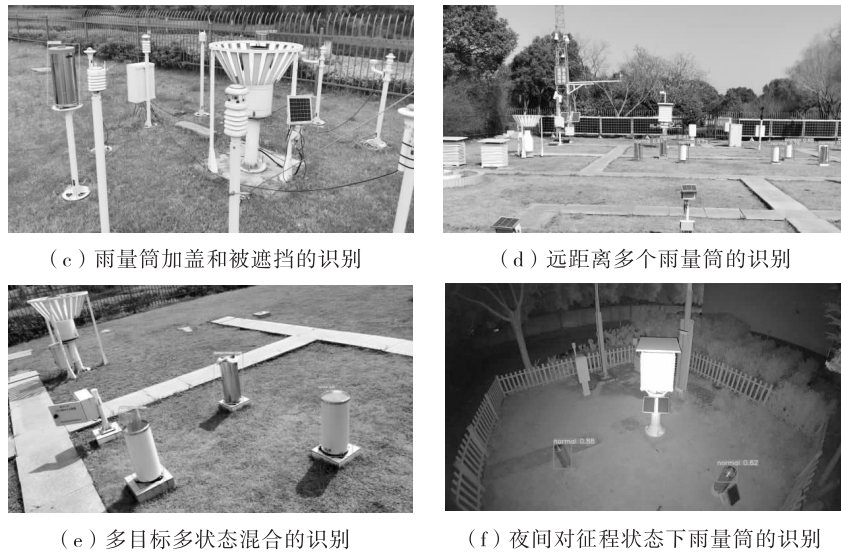 (c)雨量筒加盖和被遮挡的识别
(d)远距离多个雨量筒的识别
normal 0.88
normal 0.62
(e)多目标多状态混合的识别
(f)夜间对征程状态下雨量筒的识别